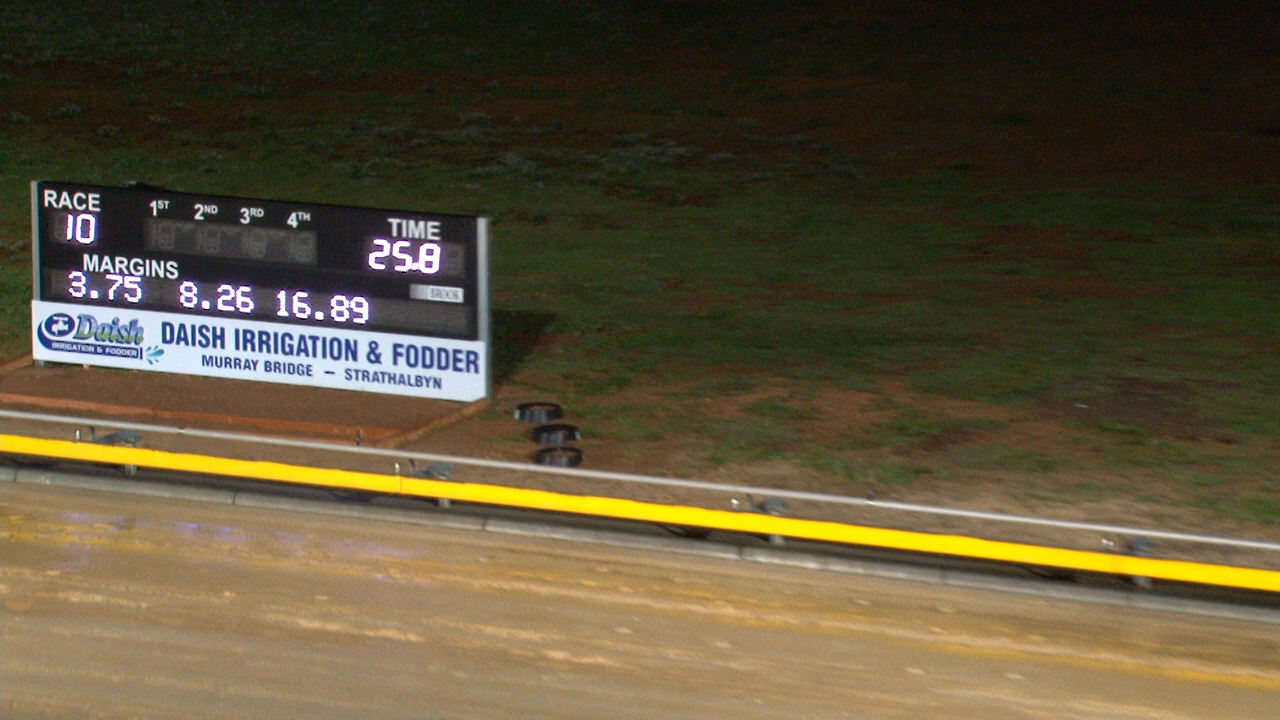 RACE 1ST 2ND 3RD 4TH TIME
10 25.8
MARGINS
3.75 8.26 16.89
BROOK
Daish
IRRIGATION & FODDER
DAISH IRRIGATION & FODDER
MURRAY BRIDGE – STRATHALBYN